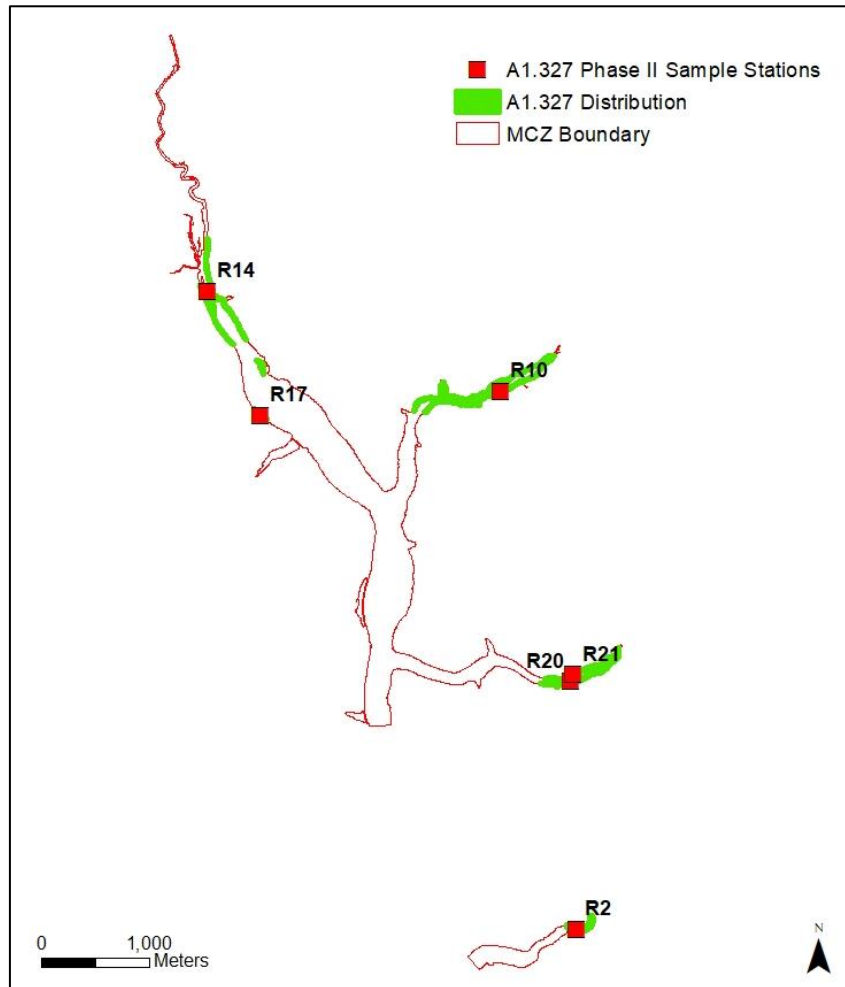 A1.327 Phase II Sample Stations
A1.327 Distribution
MCZ Boundary
R14
R10
R17
R20 R21
R2
0 1,000
Meters
N